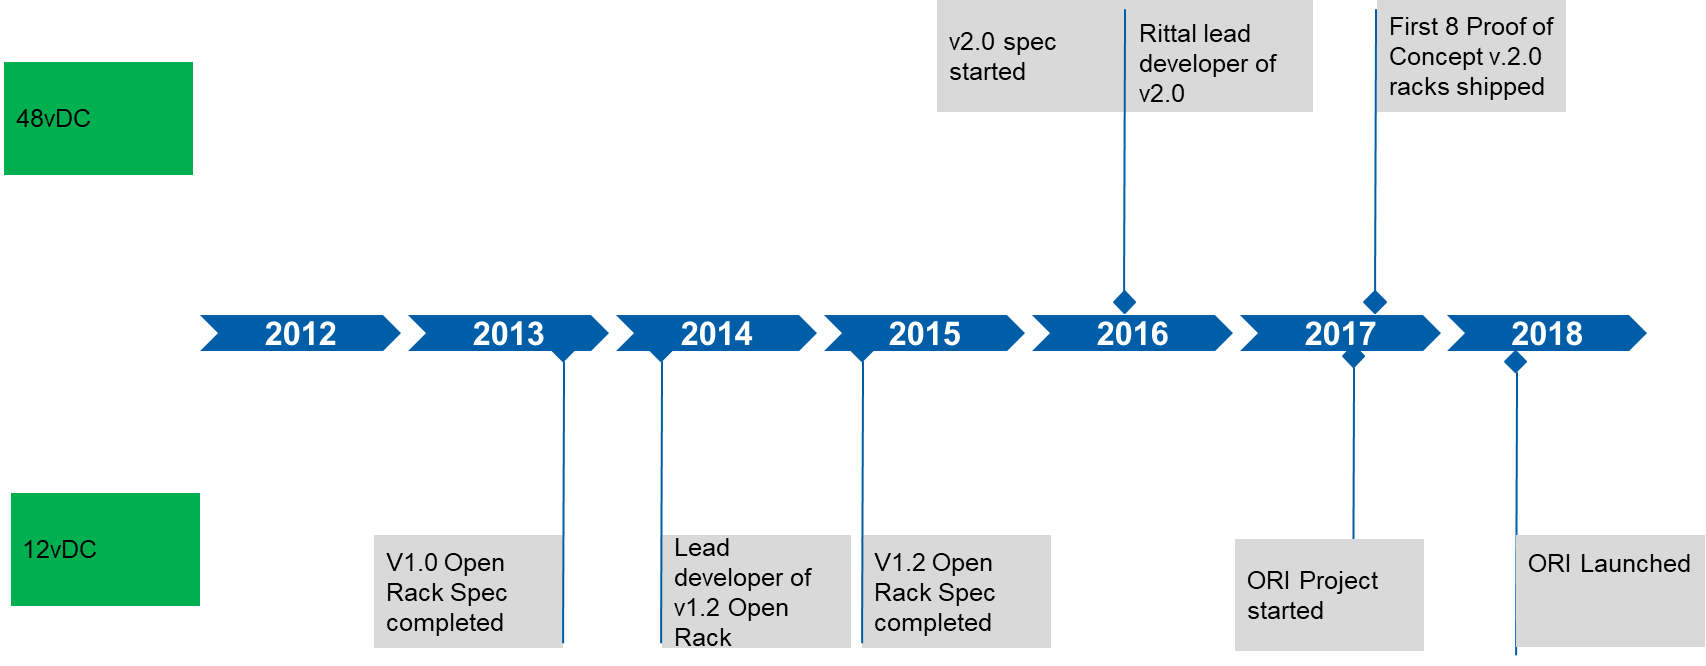 v2.0 spec
started
Rittal lead
developer of
v2.0
First 8 Proof of
Concept v.2.0
racks shipped
48vDC
2012
2013
2014
2015
2016
2017
2018
12vDC
V1.0 Open
Rack Spec
completed
Lead
developer of
v1.2 Open
Rack
V1.2 Open
Rack Spec
completed
ORI Project
started
ORI Launched